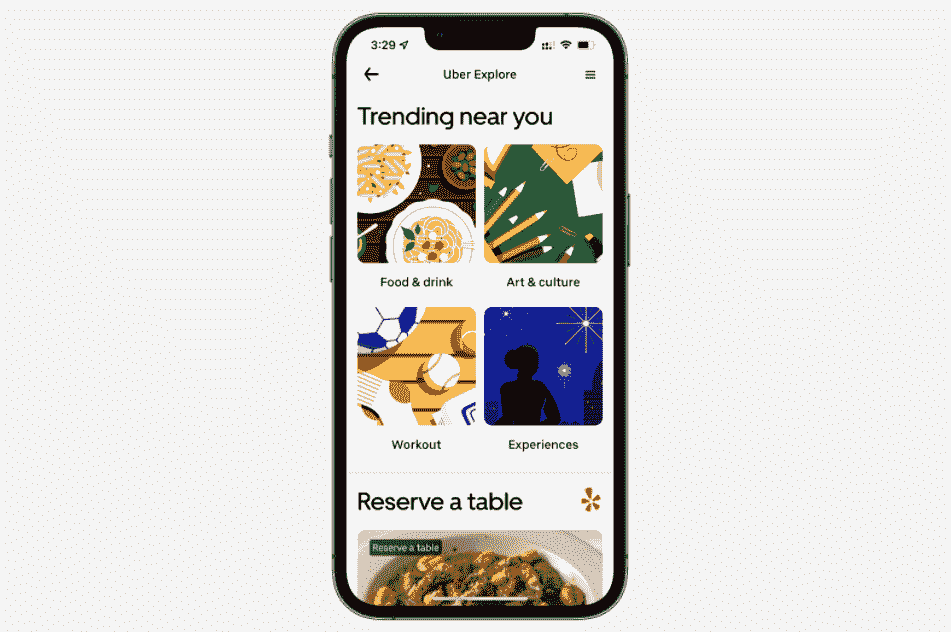 3:29
Uber Explore
Trending near you
Food & drink
Art & culture
Workout
Experiences
Reserve a table
Reserve a table